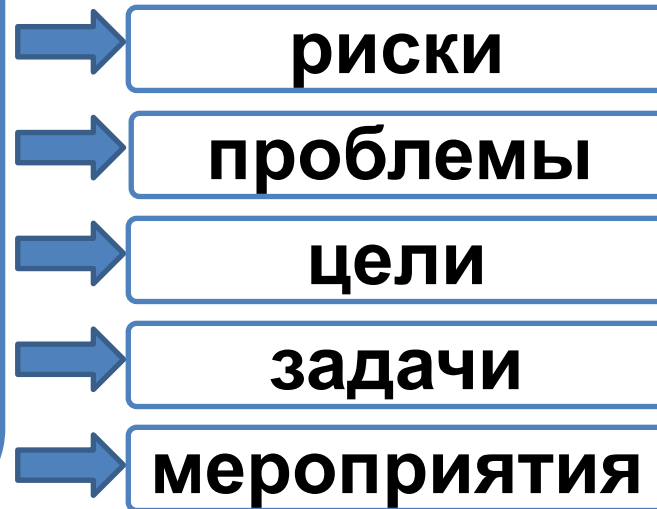 риски
проблемы
цели
задачи
мероприятия